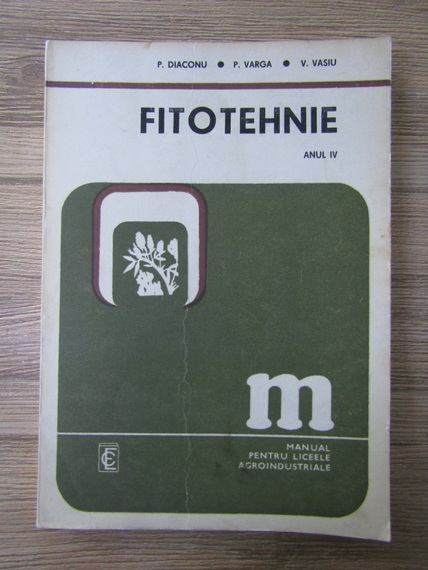 P. DIACONU ● P. VARGA ● V. VASIU
FITOTEHNIE
ANUL IV
m
MANUAL
PENTRU LICEELE
AGROINDUSTRIALE